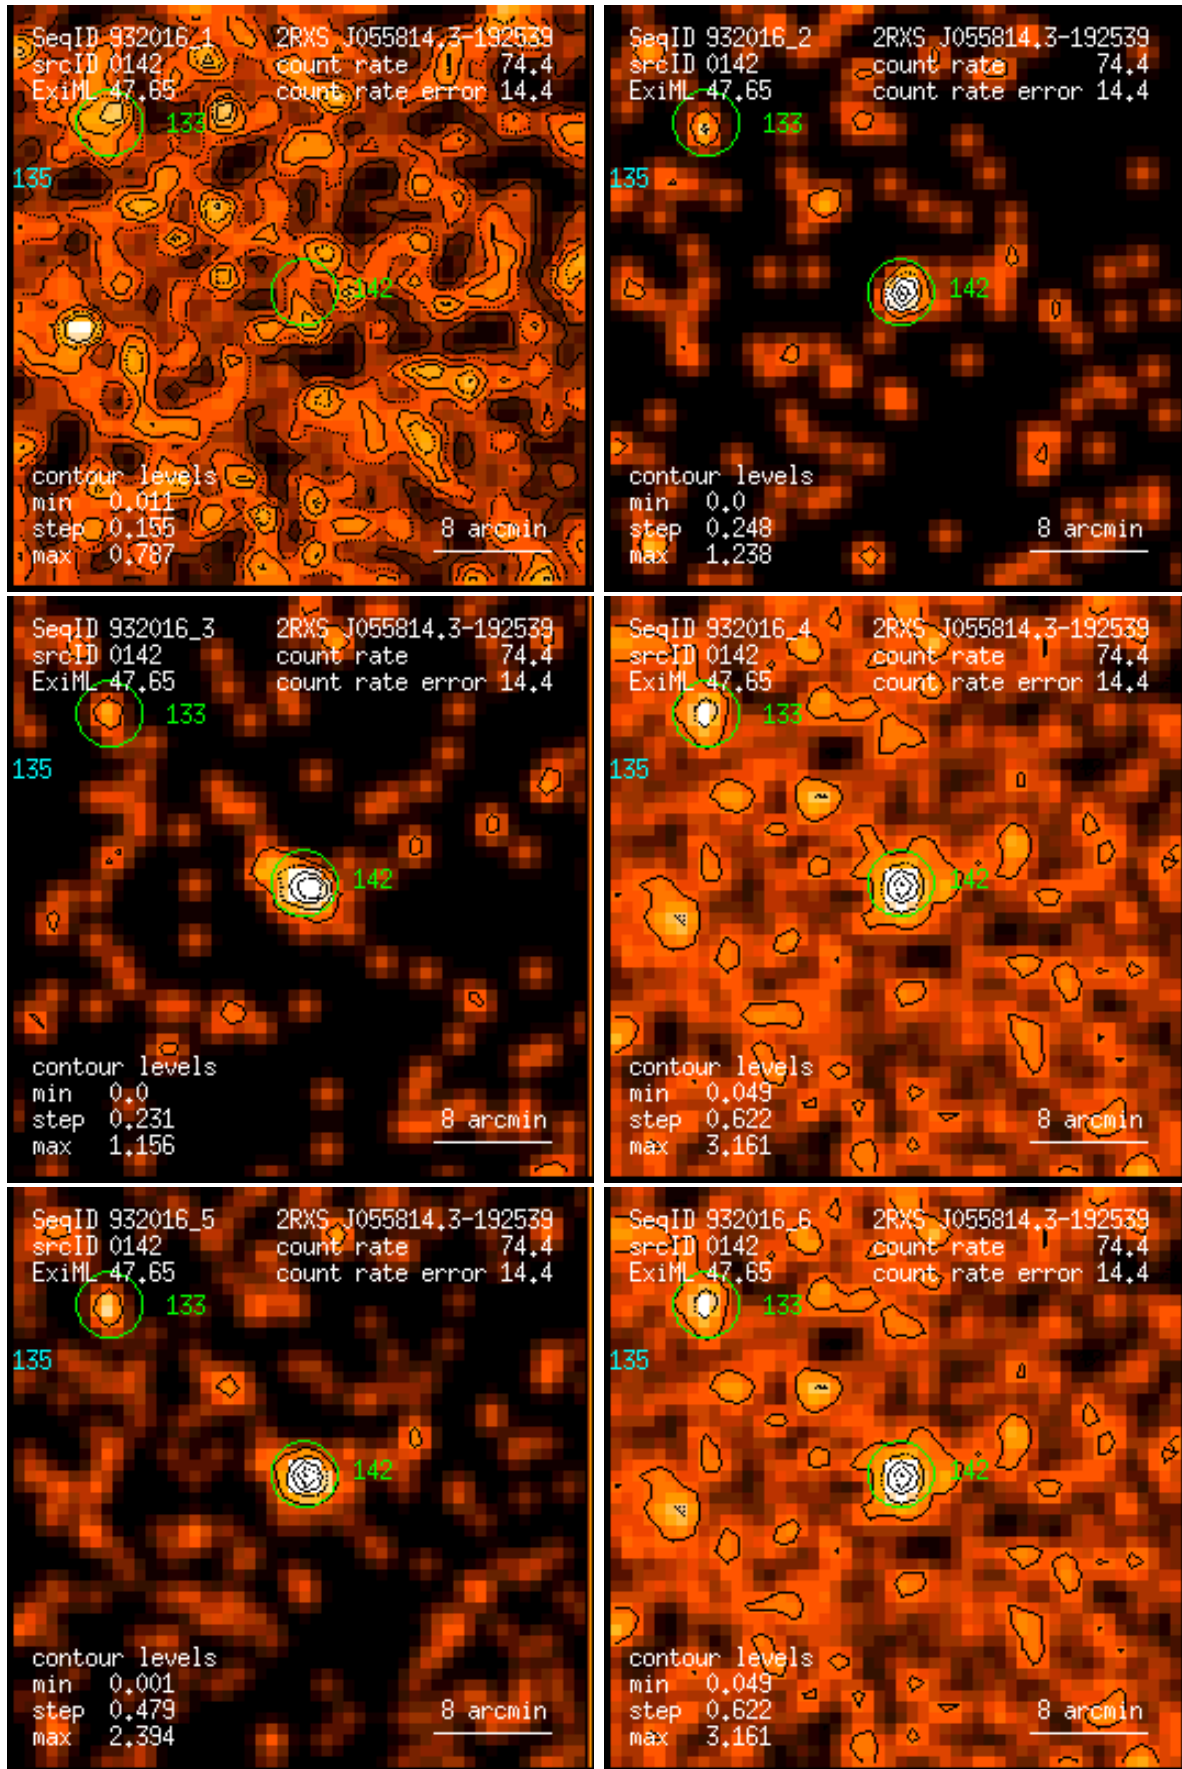 SeqID 932016_1 2RXS J055814.3-192539
srcID 0142 count rate 74.4
ExiML 47.65 count rate error 14.4
133
135
142
contour levels
min 0.011
step 0.155 8 arcmin
max 0.787
SeqID 932016_2 2RXS J055814.3-192539
srcID 0142 count rate 74.4
ExiML 47.65 count rate error 14.4
133
135
142
contour levels
min 0.0
step 0.248 8 arcmin
max 1.238
SeqID 932016_3 2RXS J055814.3-192539
srcID 0142 count rate 74.4
ExiML 47.65 count rate error 14.4
133
135
142
contour levels
min 0.0
step 0.231 8 arcmin
max 1.156
SeqID 932016_4 2RXS J055814.3-192539
srcID 0142 count rate 74.4
ExiML 47.65 count rate error 14.4
133
135
142
contour levels
min 0.049
step 0.622 8 arcmin
max 3.161
SeqID 932016_5 2RXS J055814.3-192539
srcID 0142 count rate 74.4
ExiML 47.65 count rate error 14.4
133
135
142
contour levels
min 0.001
step 0.479 8 arcmin
max 2.394
SeqID 932016_6 2RXS J055814.3-192539
srcID 0142 count rate 74.4
ExiML 47.65 count rate error 14.4
133
135
142
contour levels
min 0.049
step 0.622 8 arcmin
max 3.161